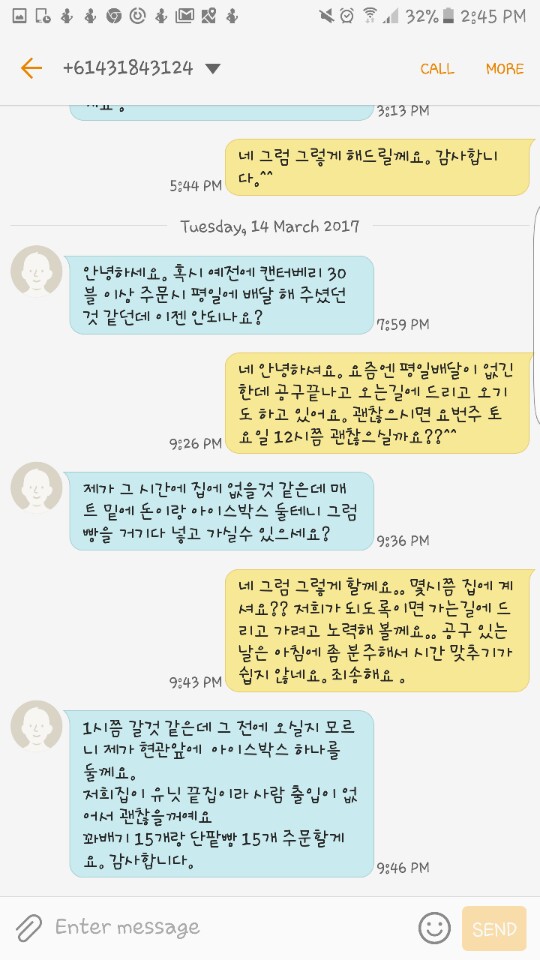 32% 2:45 PM
+61431843124
CALL
MORE
3:13 PM
네 그럼 그렇게 해드릴께요. 감사합니
다.^^
5:44 PM
Tuesday, 14 March 2017
안녕하세요. 혹시 예전에 캔터베리 30
블 이상 주문시 평일에 배달 해 주셨던
것 같던데 이젠 안되나요?
7:59 PM
네 안녕하셔요. 요즘엔 평일배달이 없긴
한데 공구끝나고 오는길에 드리고 오기
도 하고 있어요. 괜찮으시면 요번주 토
요일 12시쯤 괜찮으실까요??^^
9:26 PM
제가 그 시간에 집에 없을것 같은데 매
트 밑에 돈이랑 아이스박스 둘테니 그럼
빵을 거기다 넣고 가실수 있으세요?
9:36 PM
네 그럼 그렇게 할께요.. 몇시쯤 집에 계
셔요?? 저희가 되도록이면 가는길에 드
리고 가려고 노력해 볼께요.. 공구 있는
날은 아침에 좀 분주해서 시간 맞추기가
쉽지 않네요. 죄송해요 .
9:43 PM
1시쯤 갈것 같은데 그 전에 오실지 모르
니 제가 현관앞에 아이스박스 하나를
둘께요.
저희집이 유닛 끝집이라 사람 출입이 없
어서 괜찮을꺼예요
꽈배기 15개랑 단팥빵 15개 주문할게
요. 감사합니다.
9:46 PM
Enter message
SEND